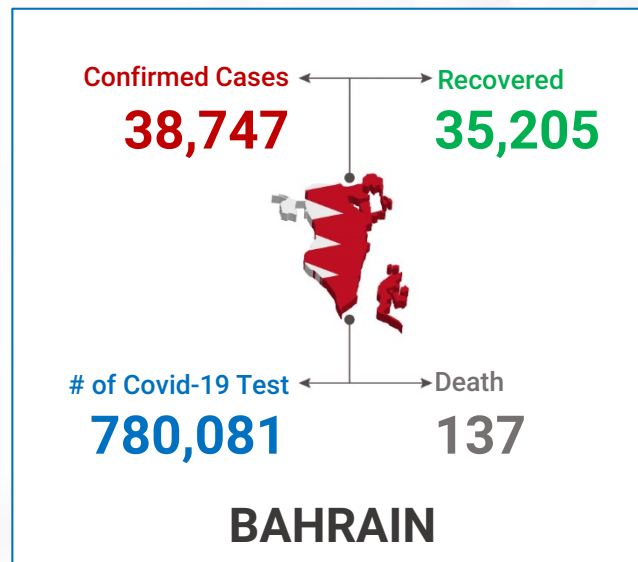 Confirmed Cases
38,747
Recovered
35,205
# of Covid-19 Test
780,081
Death
137
BAHRAIN